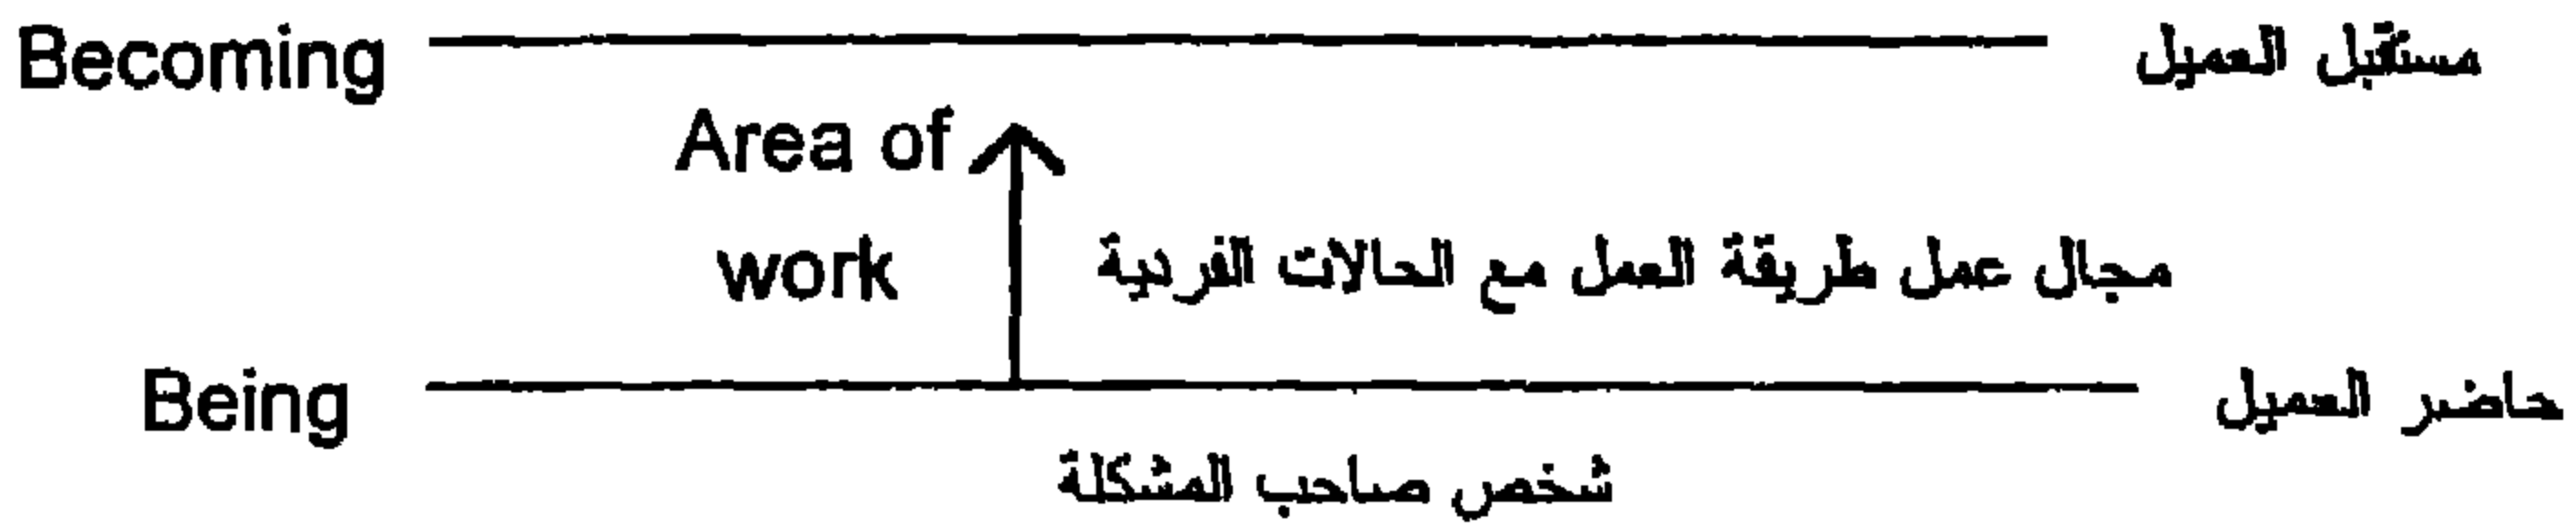 Becoming مستقبل العميل
Area of
work مجال عمل طريقة العمل مع الحالات الفردية
Being حاضر العميل
شخص صاحب المشكلة